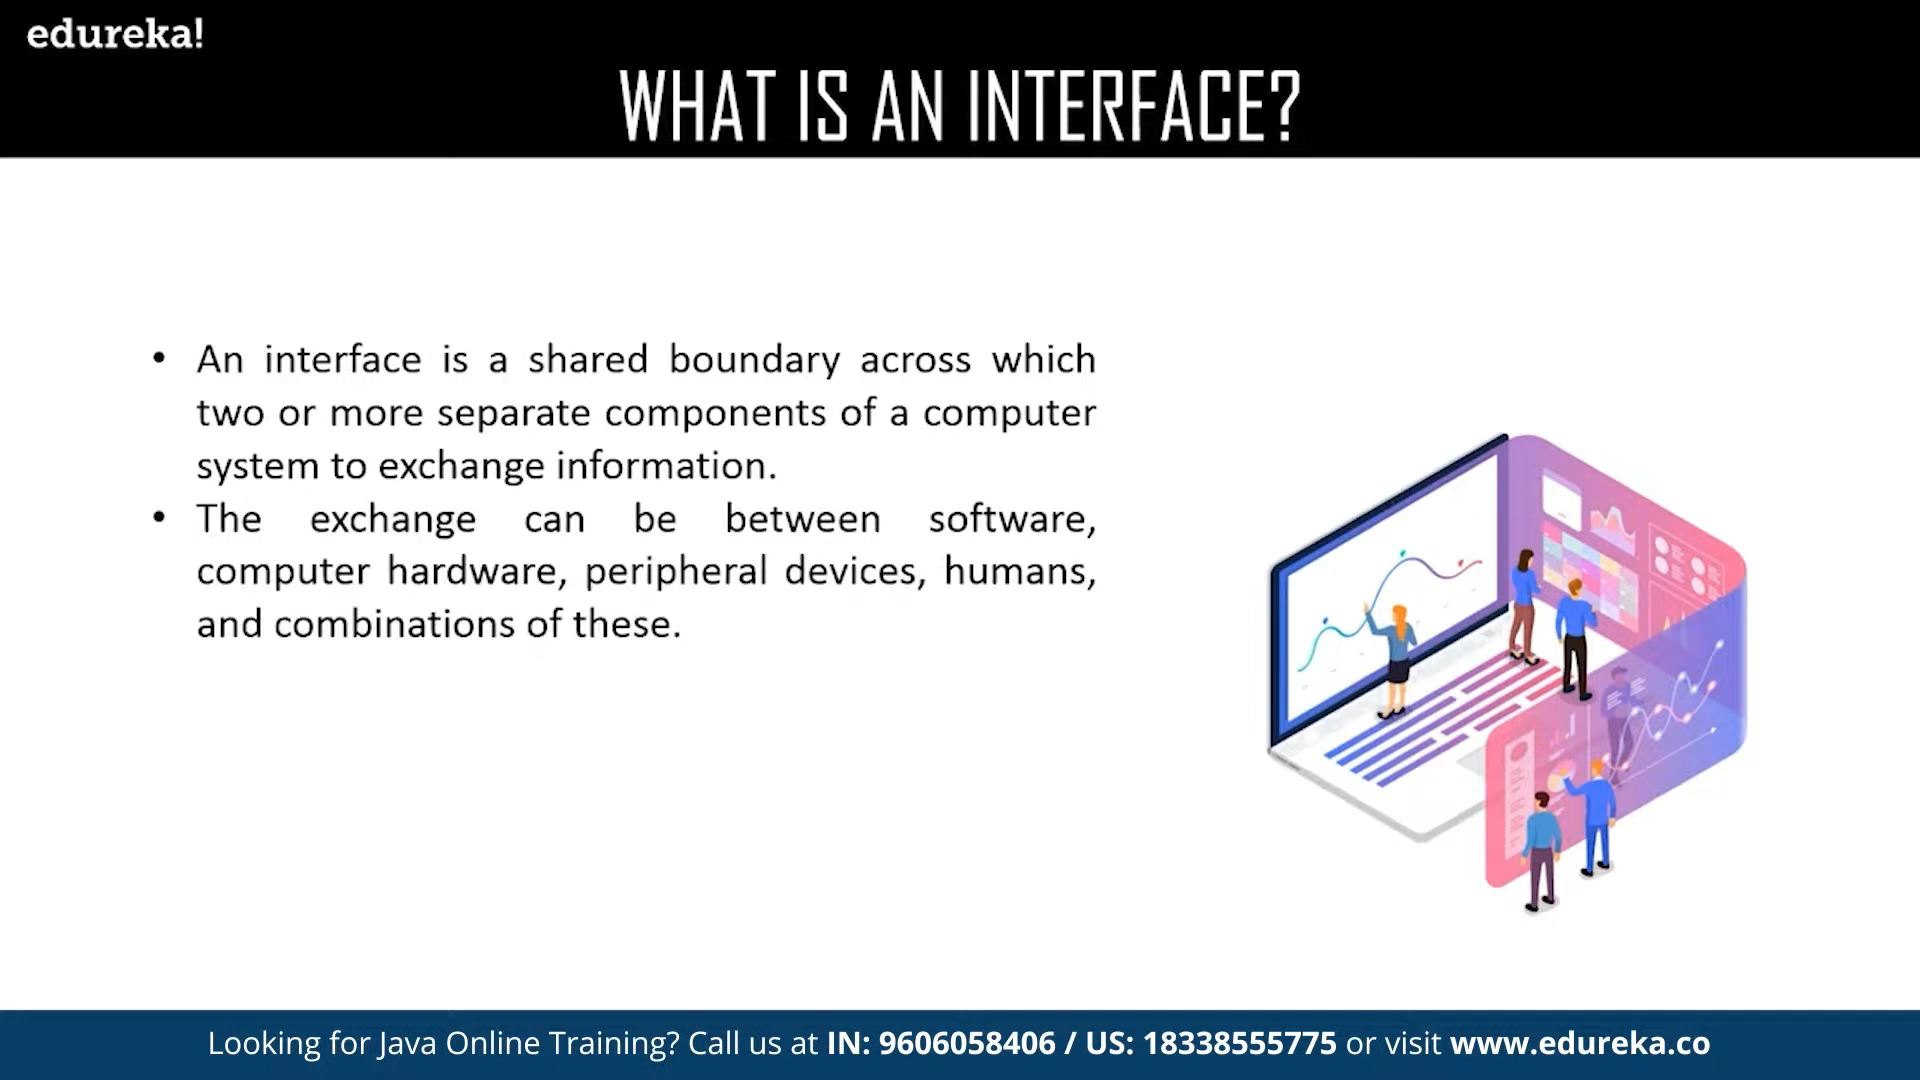 edureka!
WHAT IS AN INTERFACE?
• An interface is a shared boundary across which
two or more separate components of a computer
system to exchange information.
• The exchange can be between software,
computer hardware, peripheral devices, humans,
and combinations of these.
Looking for Java Online Training? Call us at IN: 9606058406 / US: 18338555775 or visit www.edureka.co